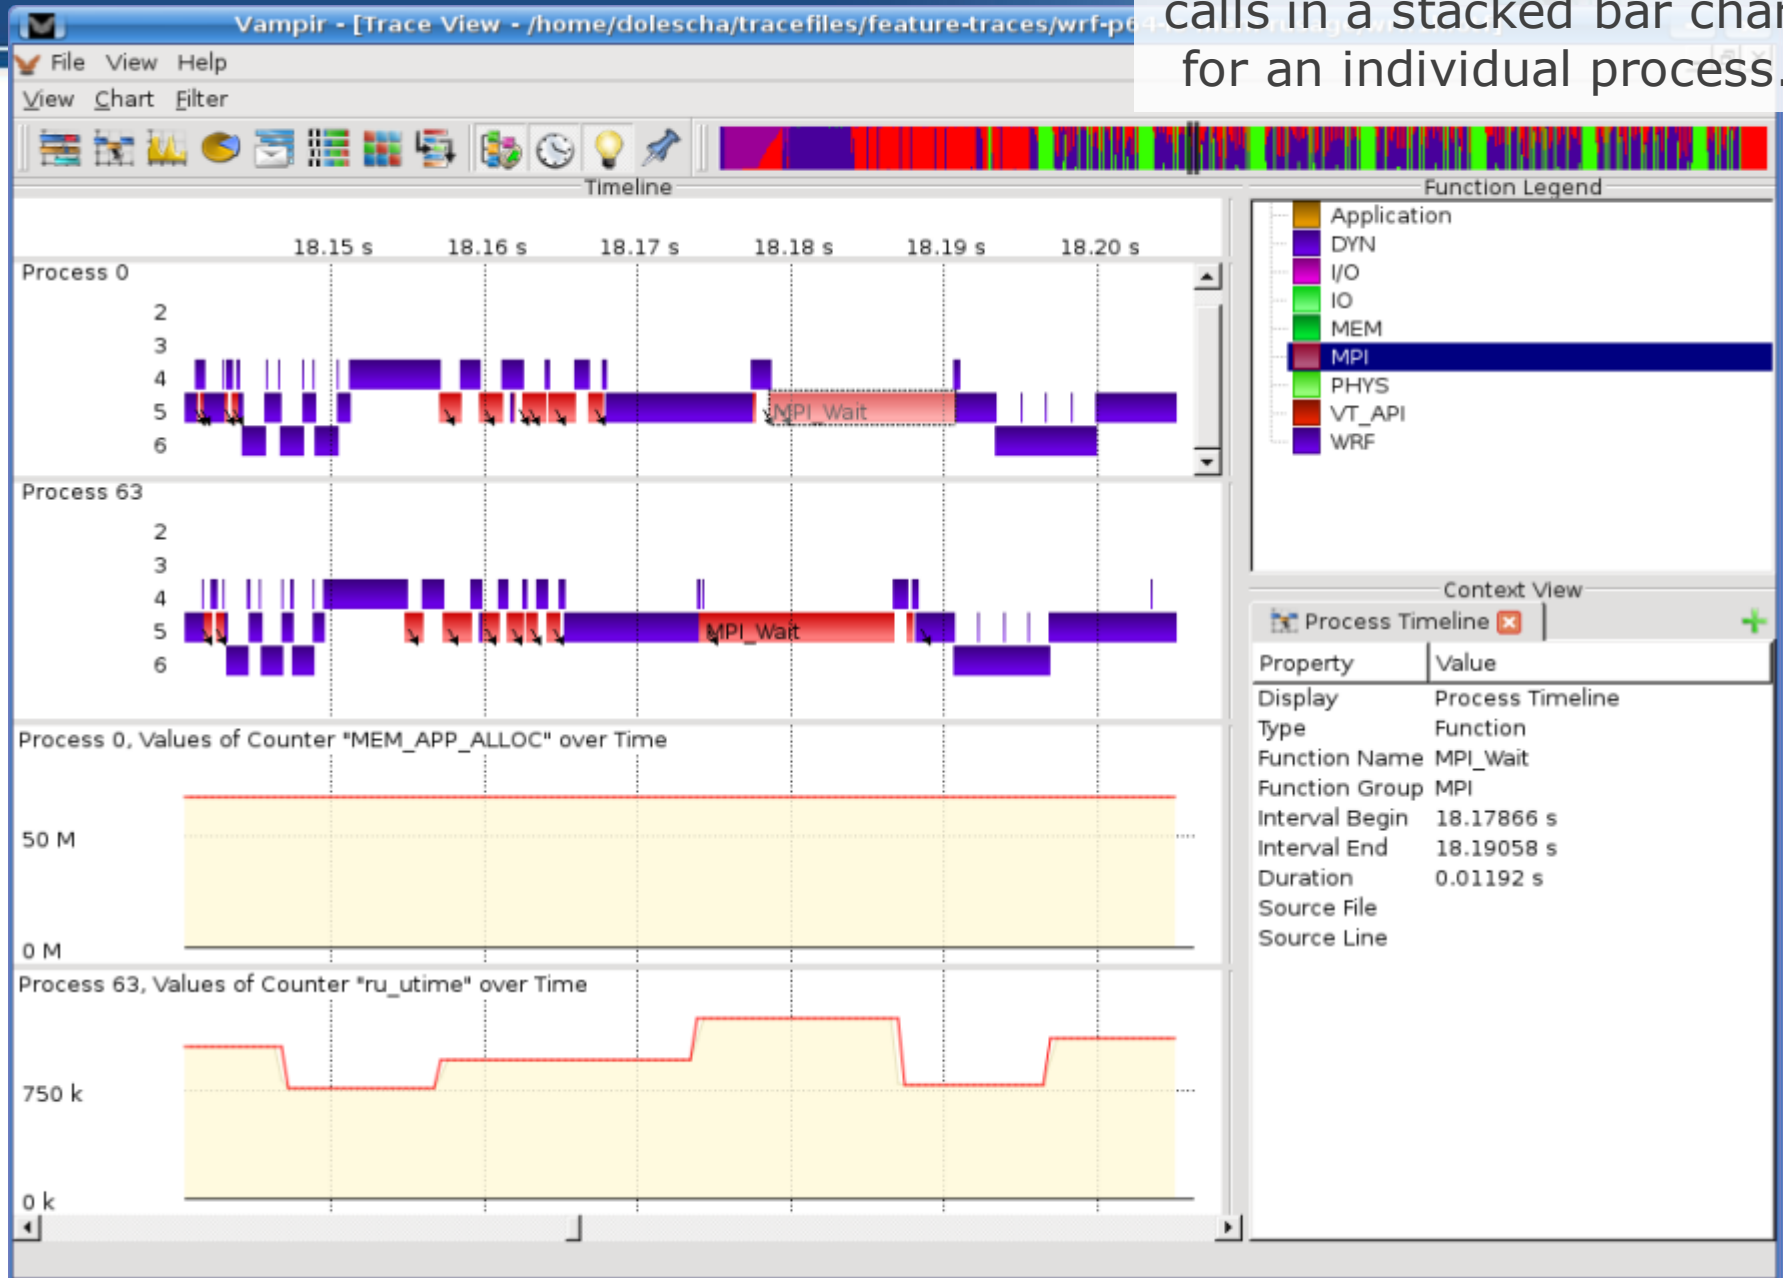 calls in a stacked bar char
for an individual process.
Vampir - [Trace View - /home/dolescha/tracefiles/feature-traces/wrf-p64
File View Help
View Chart Filter
Timeline
18.15 s 18.16 s 18.17 s 18.18 s 18.19 s 18.20 s
Process 0
2
3
4
5
6
MPI_Wait
Process 63
2
3
4
5
6
MPI_Wait
Process 0, Values of Counter "MEM_APP_ALLOC" over Time
50 M
0 M
Process 63, Values of Counter "ru_utime" over Time
750 k
0 k
Function Legend
Application
DYN
I/O
IO
MEM
MPI
PHYS
VT_API
WRF
Context View
Process Timeline
Property Value
Display Process Timeline
Type Function
Function Name MPI_Wait
Function Group MPI
Interval Begin 18.17866 s
Interval End 18.19058 s
Duration 0.01192 s
Source File
Source Line